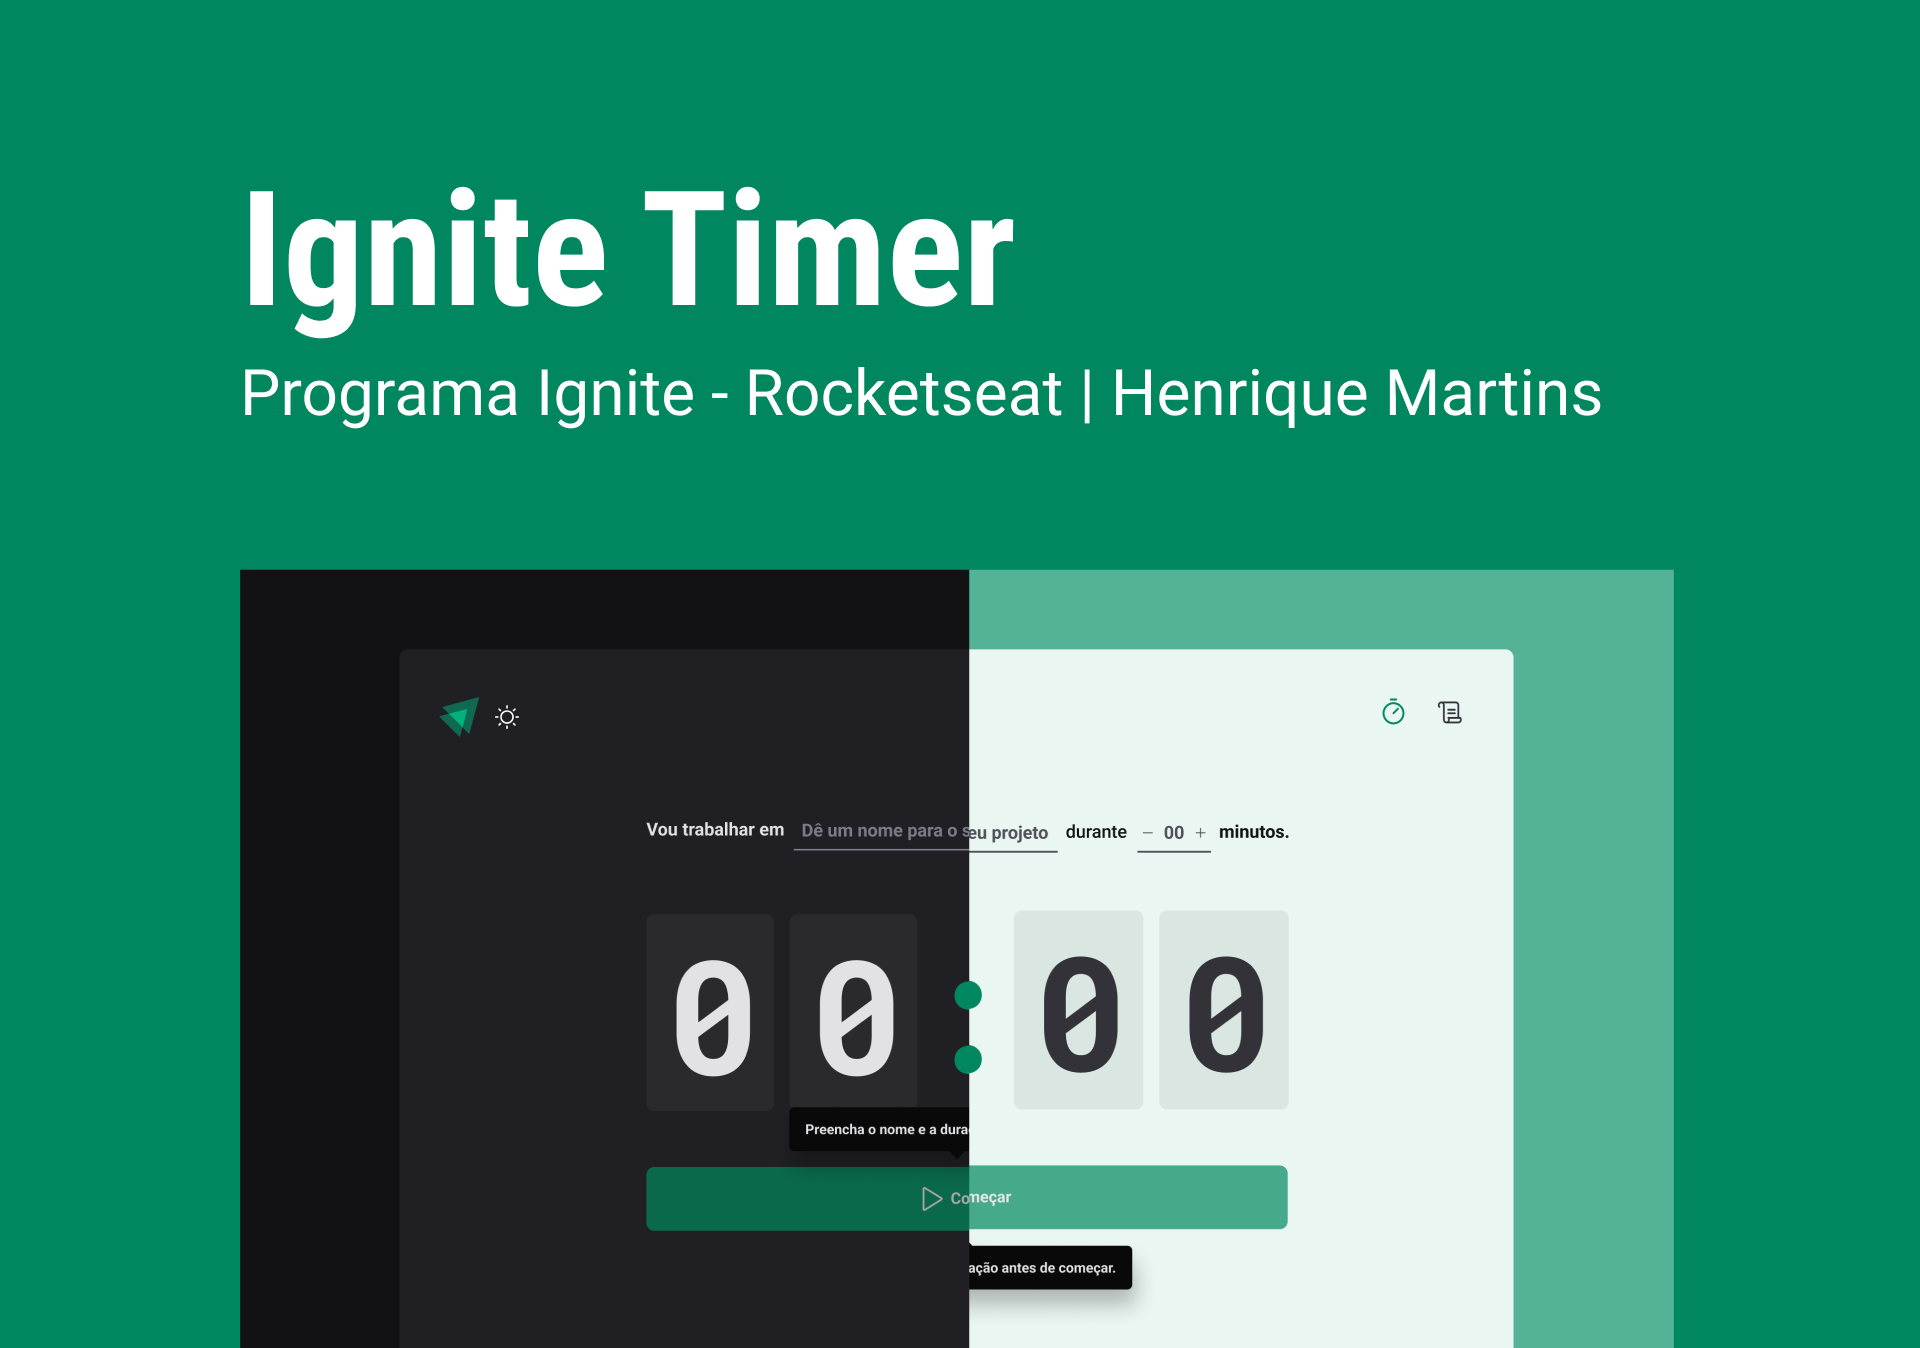 Ignite Timer
Programa Ignite - Rocketseat | Henrique Martins
Vou trabalhar em Dê um nome para o seu projeto durante − 00 + minutos.
00:00
Preencha o nome e a dura
Começar
ação antes de começar.